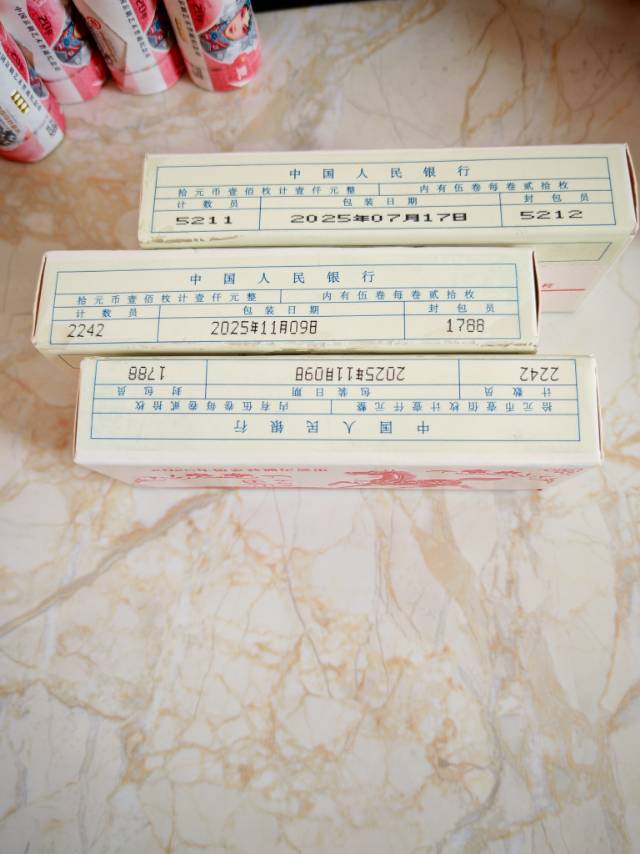 中国人民银行
拾元币壹佰枚计壹仟元整 内有伍卷每卷贰拾枚
计数员 包装日期 封包员
5211 2025年07月17日 5212
枚
中国人民银行
拾元币壹佰枚计壹仟元整 内有伍卷每卷贰拾枚
计数员 包装日期 封包员
2242 2025年11月09日 1788
中国人民银行
拾元币壹佰枚计壹仟元整 内有伍卷每卷贰拾枚
计数员 包装日期 封包员
2242 2025年11月09日 1788